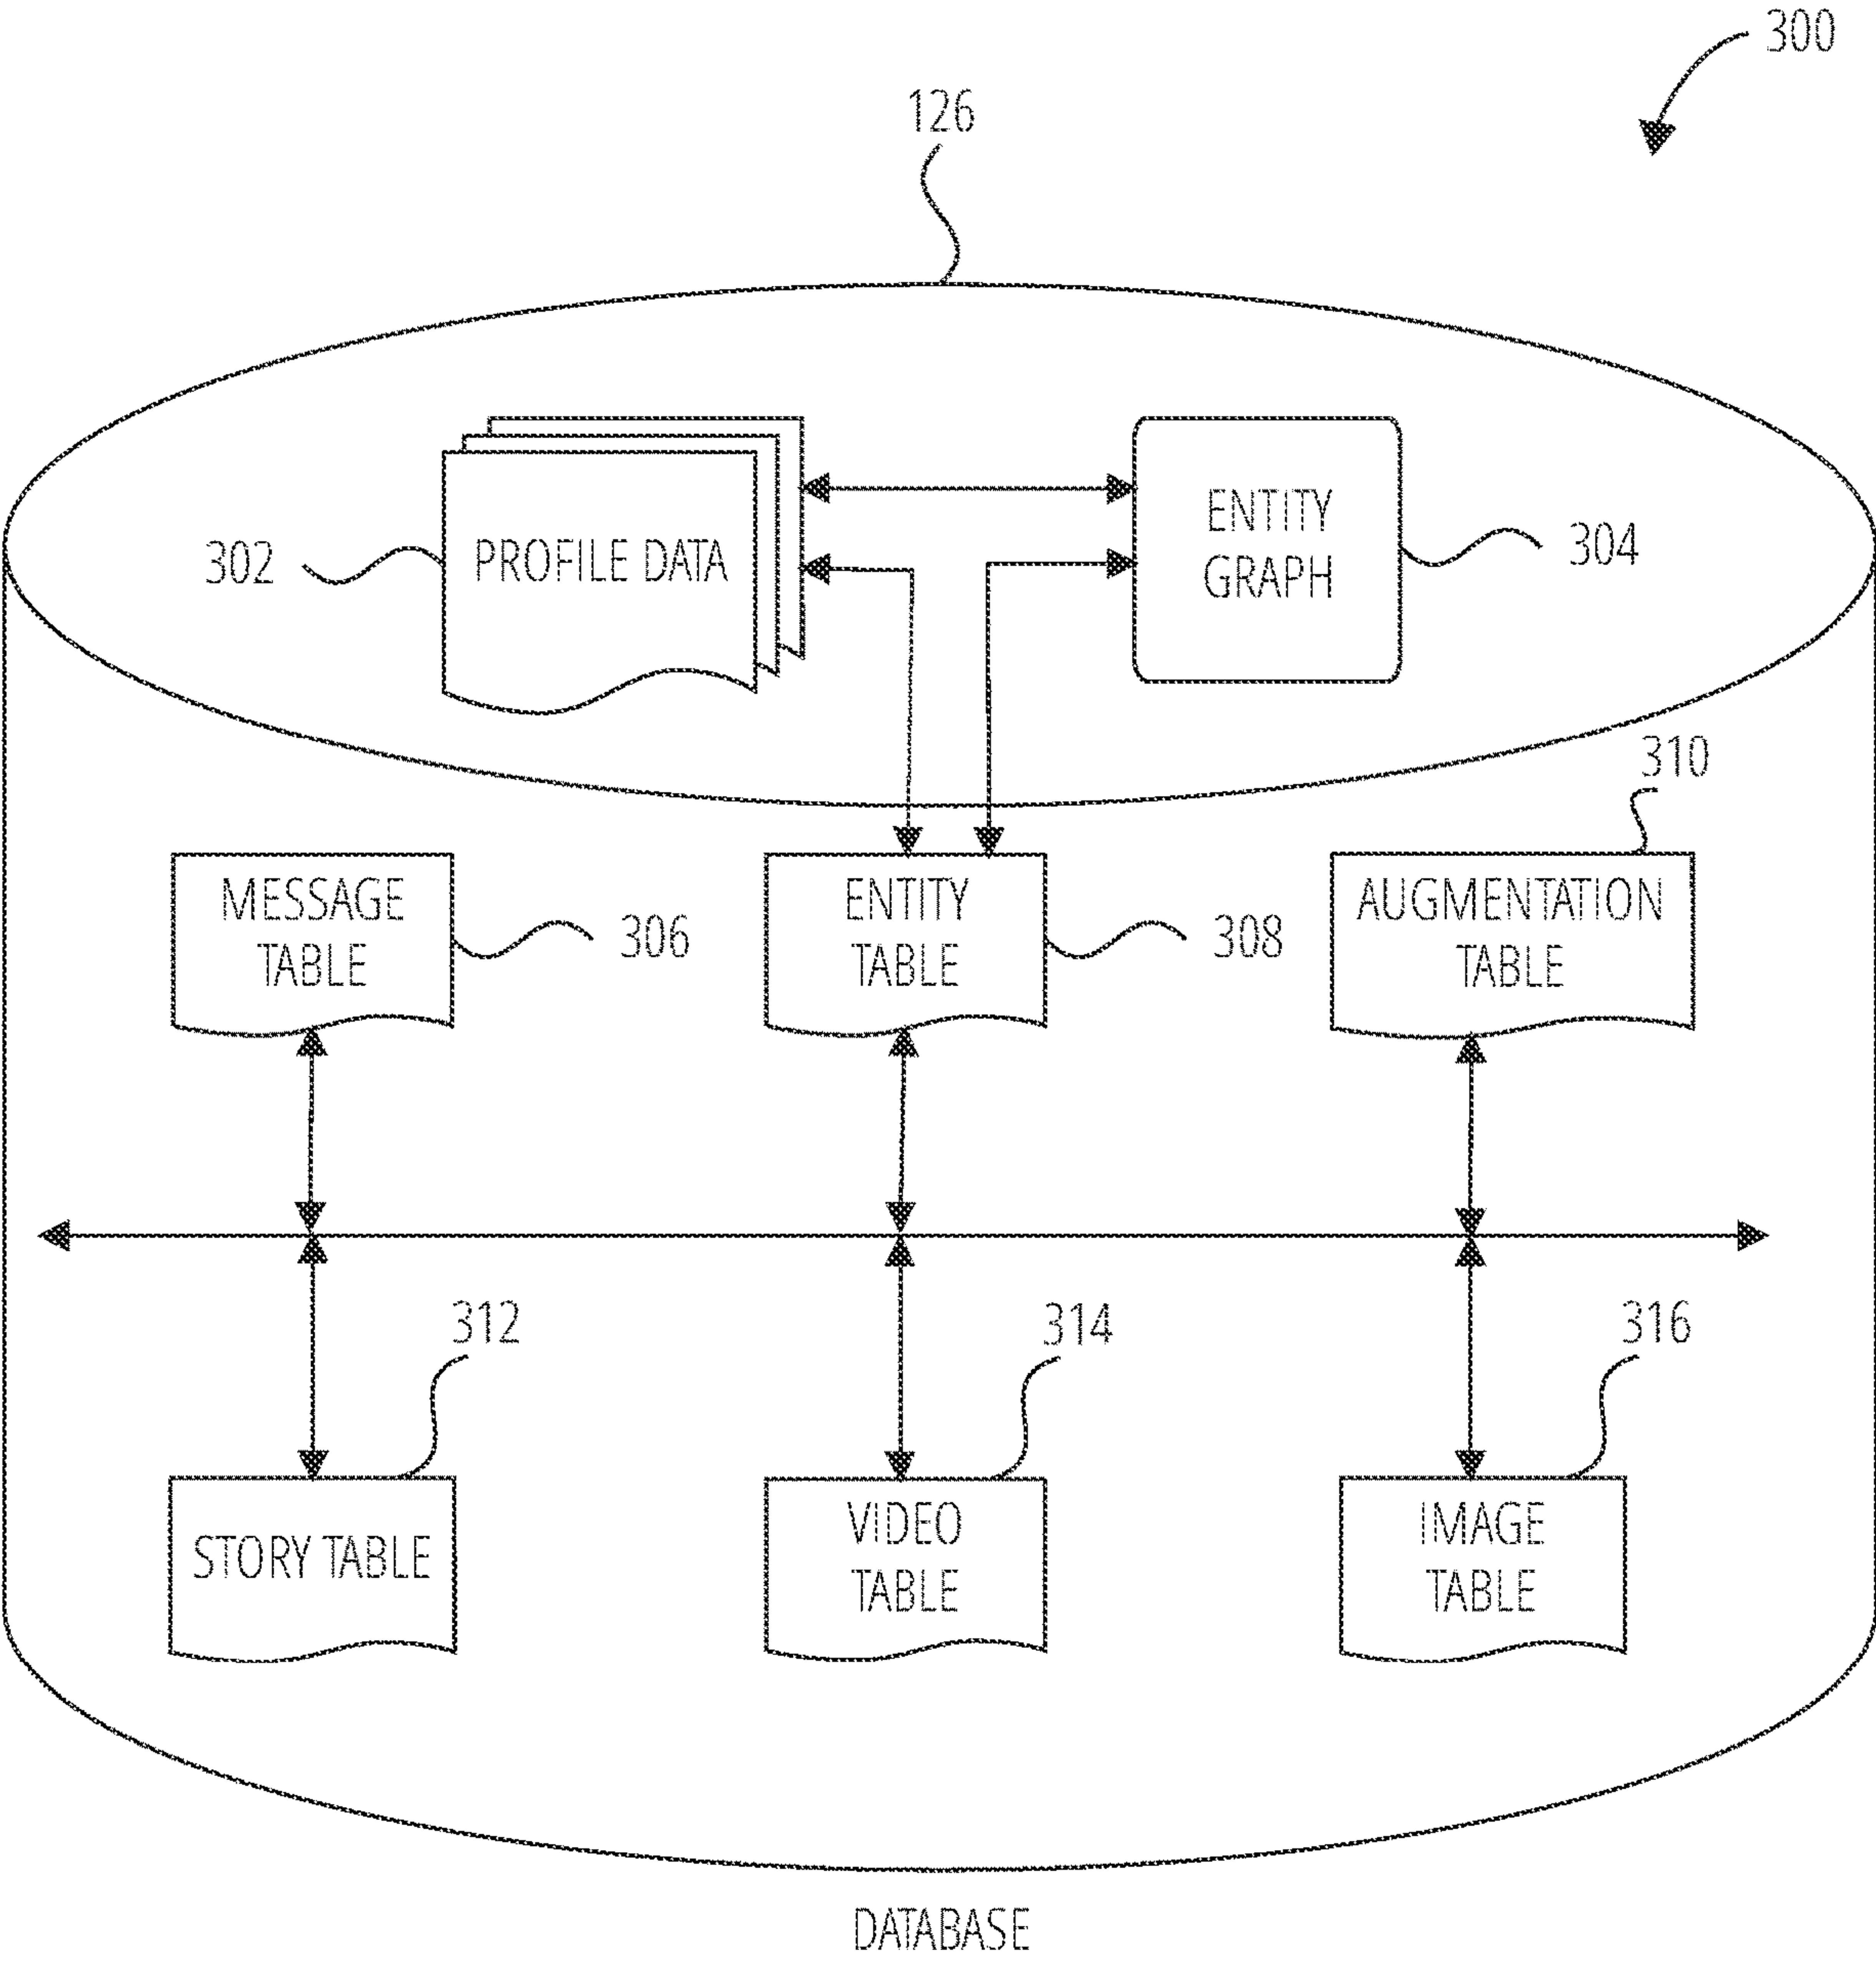 300
126
302
PROFILE DATA
ENTITY
GRAPH
304
310
MESSAGE
TABLE
306
ENTITY
TABLE
308
AUGMENTATION
TABLE
312
314
316
STORY TABLE
VIDEO
TABLE
IMAGE
TABLE
DATABASE